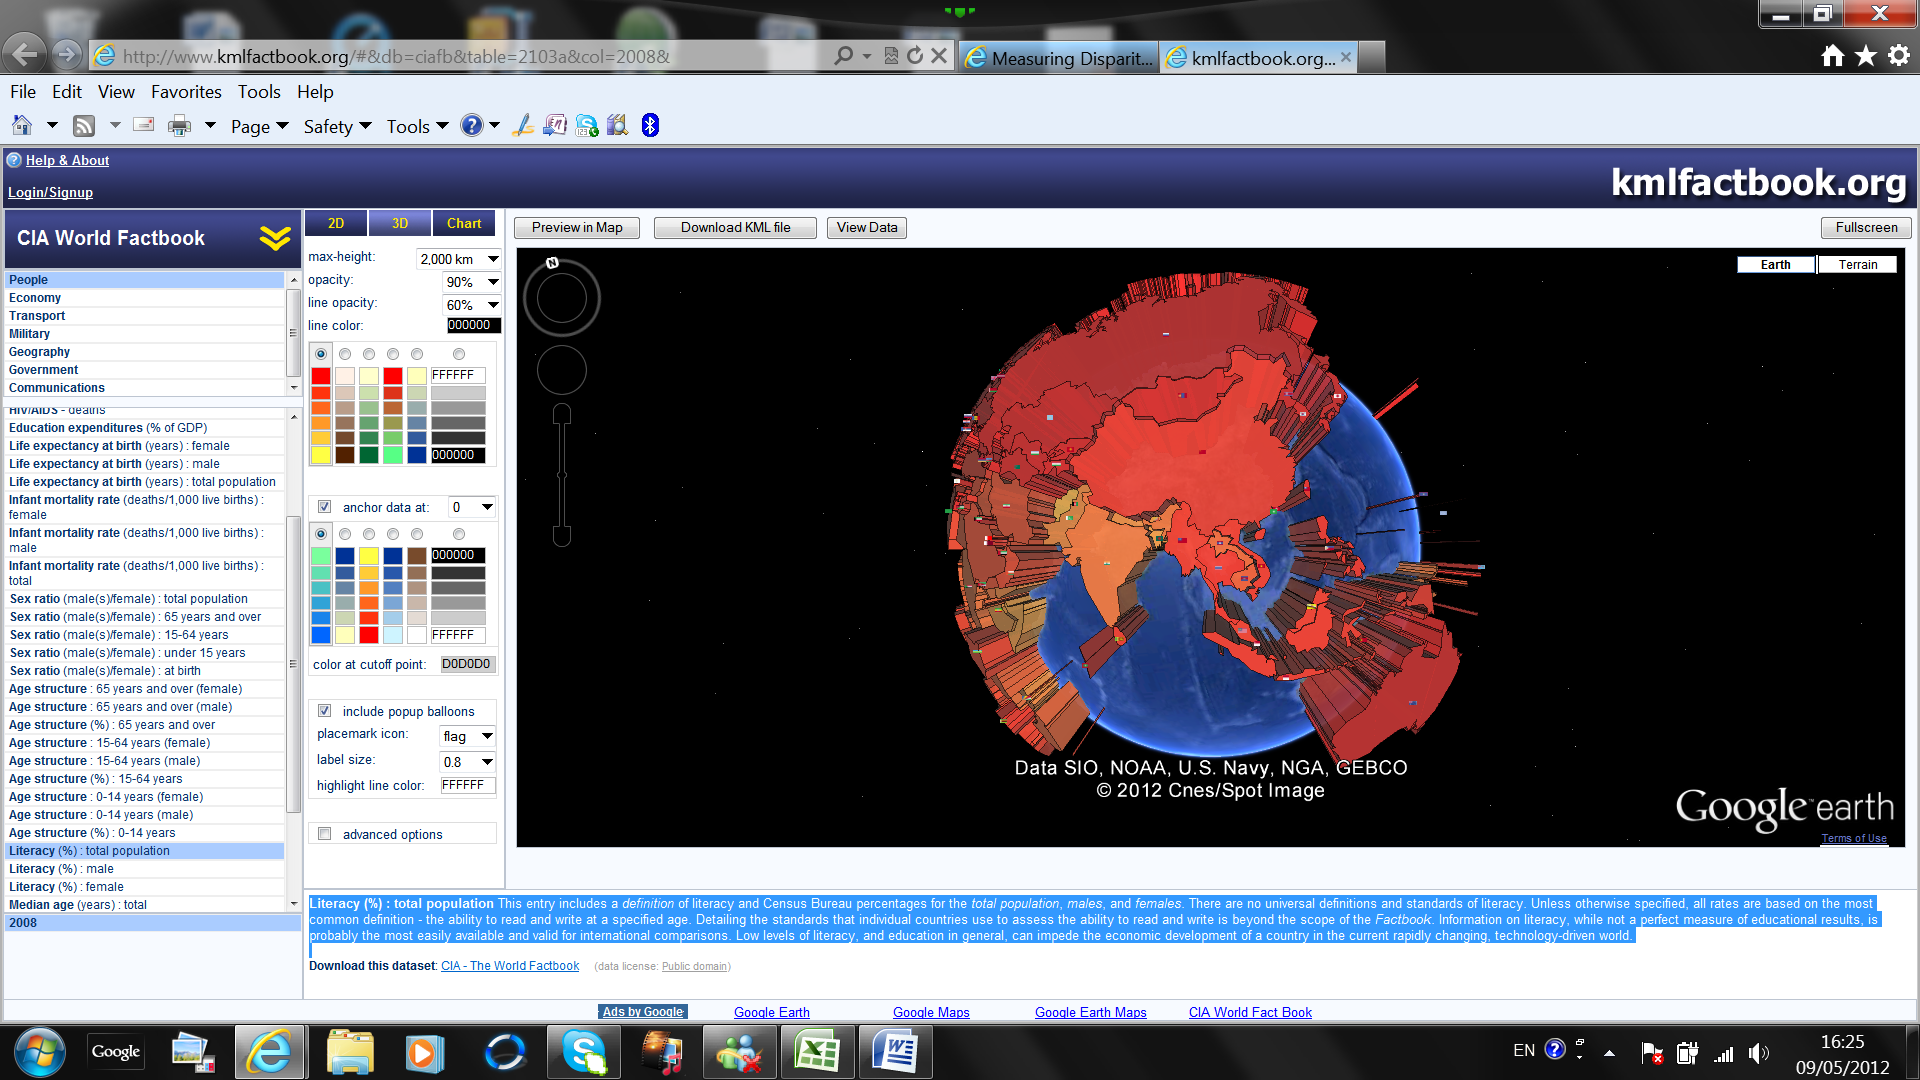 http://www.kmlfactbook.org/#&db=ciafb&table=2103a&col=2008&
Measuring Disparit...
kmlfactbook.org...
File Edit View Favorites Tools Help
Page Safety Tools
Help & About
Login/Signup
kmlfactbook.org
CIA World Factbook
2D 3D Chart
Preview in Map Download KML file View Data Fullscreen
People
Economy
Transport
Military
Geography
Government
Communications
HIV/AIDS - deaths
Education expenditures (% of GDP)
Life expectancy at birth (years) : female
Life expectancy at birth (years) : male
Life expectancy at birth (years) : total population
Infant mortality rate (deaths/1,000 live births) :
female
Infant mortality rate (deaths/1,000 live births) :
male
Infant mortality rate (deaths/1,000 live births) :
total
Sex ratio (male(s)/female) : total population
Sex ratio (male(s)/female) : 65 years and over
Sex ratio (male(s)/female) : 15-64 years
Sex ratio (male(s)/female) : under 15 years
Sex ratio (male(s)/female) : at birth
Age structure : 65 years and over (female)
Age structure : 65 years and over (male)
Age structure (%) : 65 years and over
Age structure : 15-64 years (female)
Age structure : 15-64 years (male)
Age structure (%) : 15-64 years
Age structure : 0-14 years (female)
Age structure : 0-14 years (male)
Age structure (%) : 0-14 years
Literacy (%) : total population
Literacy (%) : male
Literacy (%) : female
Median age (years) : total
2008
max-height: 2,000 km
opacity: 90%
line opacity: 60%
line color: 000000
FFFFFF
000000
anchor data at: 0
000000
FFFFFF
color at cutoff point: D0D0D0
include popup balloons
placemark icon: flag
label size: 0.8
highlight line color: FFFFFF
advanced options
N
Earth Terrain
Data SIO, NOAA, U.S. Navy, NGA, GEBCO
© 2012 Cnes/Spot Image
Google earth
Terms of Use
Literacy (%) : total population This entry includes a definition of literacy and Census Bureau percentages for the total population, males, and females. There are no universal definitions and standards of literacy. Unless otherwise specified, all rates are based on the most
common definition - the ability to read and write at a specified age. Detailing the standards that individual countries use to assess the ability to read and write is beyond the scope of the Factbook. Information on literacy, while not a perfect measure of educational results, is
probably the most easily available and valid for international comparisons. Low levels of literacy, and education in general, can impede the economic development of a country in the current rapidly changing, technology-driven world.
Download this dataset: CIA - The World Factbook (data license: Public domain)
Ads by Google Google Earth Google Maps Google Earth Maps CIA World Fact Book
Google
EN
16:25
09/05/2012